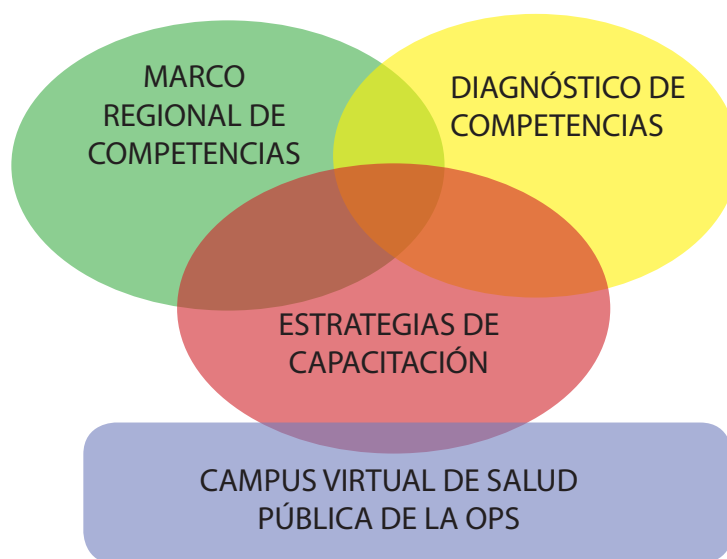 MARCO
REGIONAL DE
COMPETENCIAS
DIAGNÓSTICO DE
COMPETENCIAS
ESTRATEGIAS DE
CAPACITACIÓN
CAMPUS VIRTUAL DE SALUD
PÚBLICA DE LA OPS